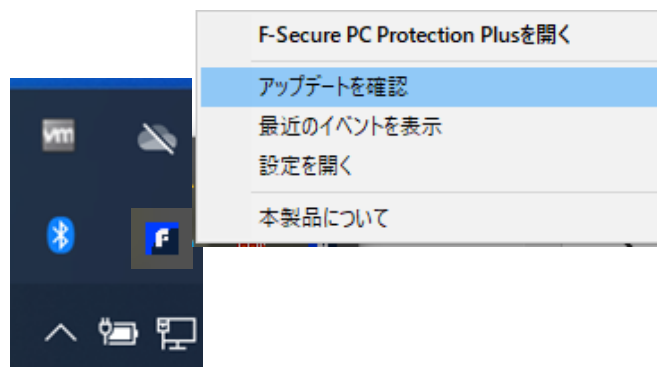 F-Secure PC Protection Plusを開く
アップデートを確認
最近のイベントを表示
設定を開く
本製品について
vm
F